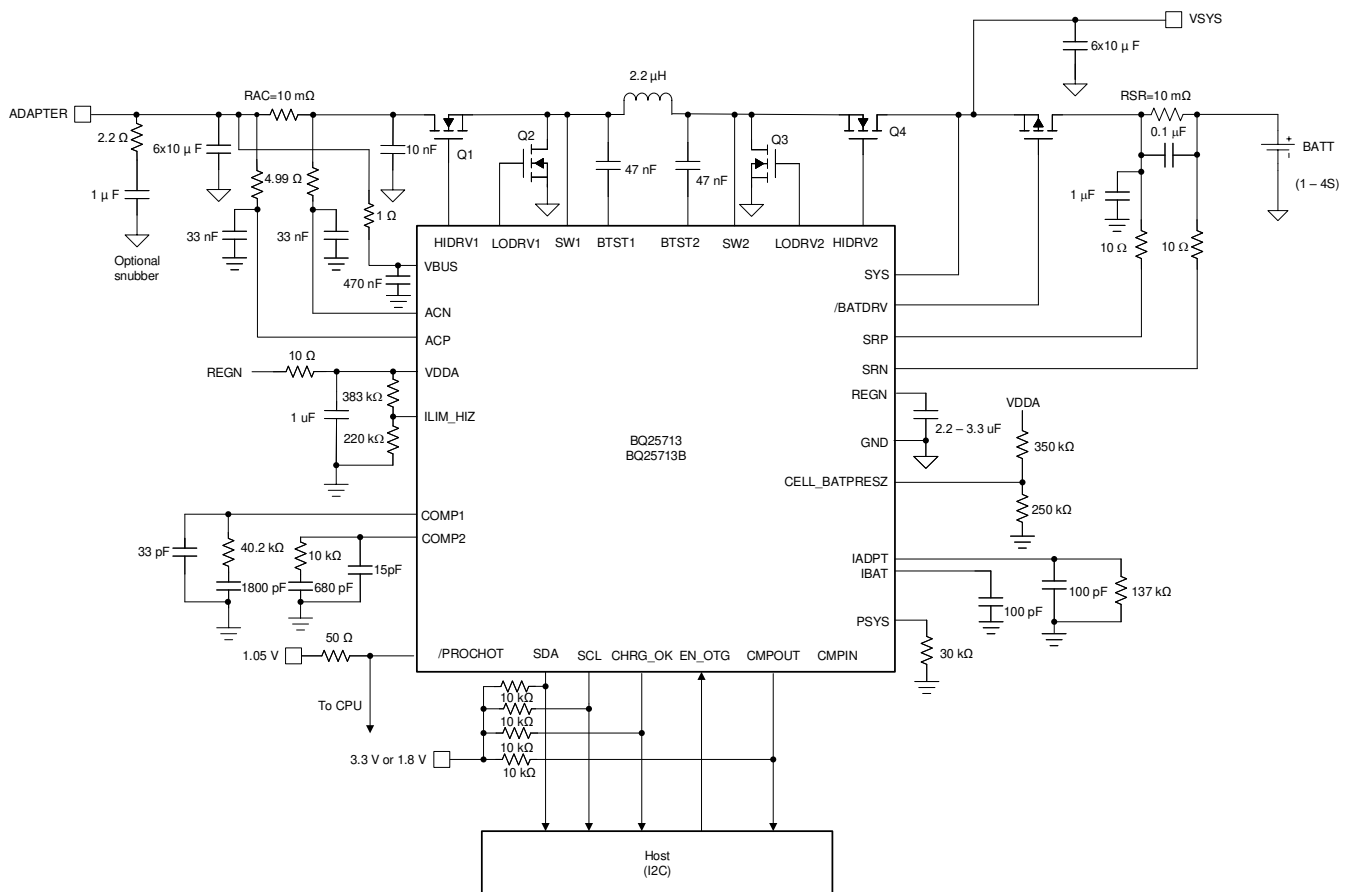 VSYS
6x10 µ F
2.2 µH
ADAPTER
RAC=10 mΩ
RSR=10 mΩ
2.2 Ω
6x10 µ F
10 nF
Q1
Q2
Q3
Q4
0.1 µF
BATT
(1 – 4S)
1 µ F
4.99 Ω
47 nF
47 nF
1 µF
1 Ω
33 nF
33 nF
10 Ω
10 Ω
Optional
snubber
HIDRV1
LODRV1
SW1
BTST1
BTST2
SW2
LODRV2
HIDRV2
VBUS
470 nF
SYS
/BATDRV
ACN
ACP
SRP
SRN
REGN
10 Ω
VDDA
383 kΩ
1 uF
ILIM_HIZ
220 kΩ
REGN
2.2 – 3.3 uF
GND
VDDA
350 kΩ
BQ25713
BQ25713B
CELL_BATPRESZ
250 kΩ
COMP1
COMP2
33 pF
40.2 kΩ
10 kΩ
15pF
1800 pF
680 pF
IADPT
IBAT
100 pF
100 pF
137 kΩ
PSYS
30 kΩ
1.05 V
50 Ω
To CPU
/PROCHOT
SDA
SCL
CHRG_OK
EN_OTG
CMPOUT
CMPIN
10 kΩ
10 kΩ
10 kΩ
10 kΩ
3.3 V or 1.8 V
Host
(I2C)